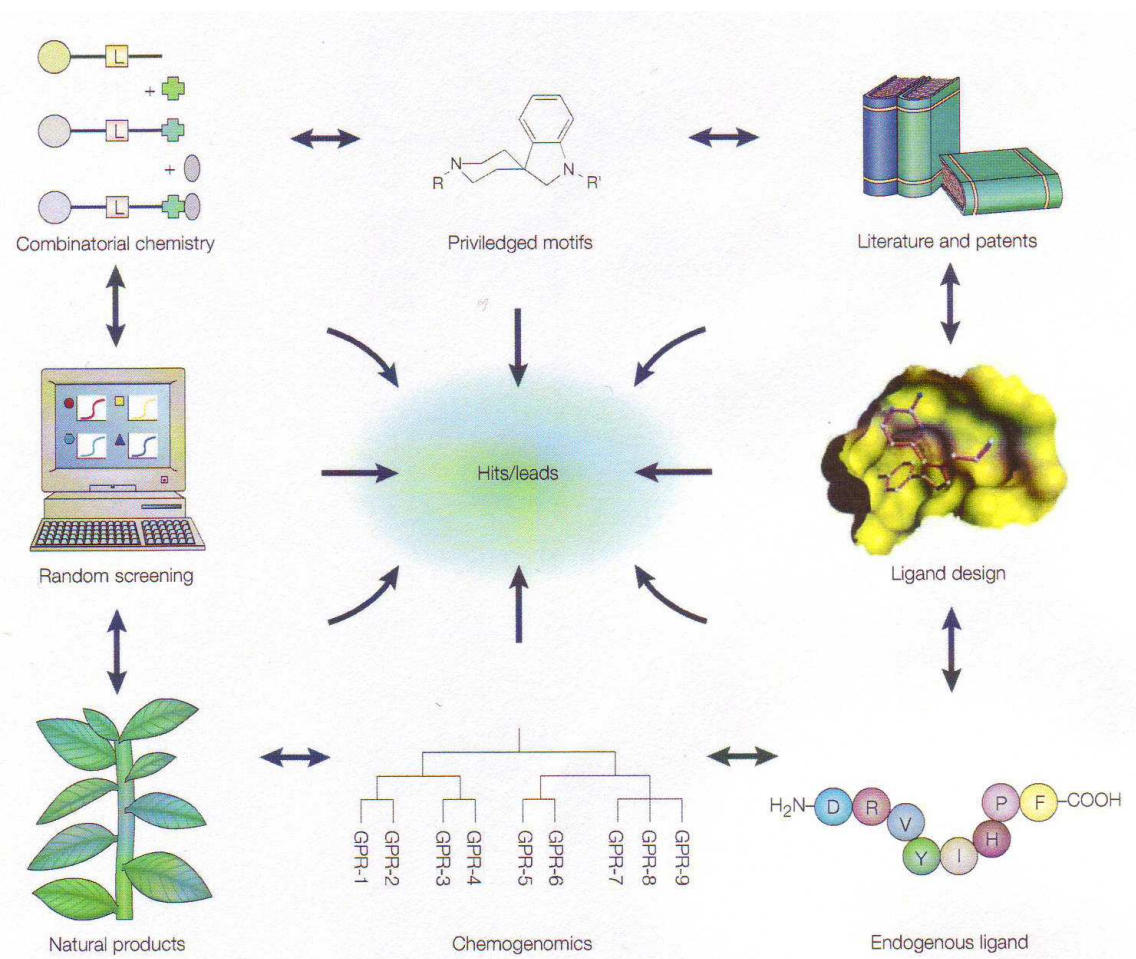 L
+
L
+
L
Combinatorial chemistry
N
R
N
R'
Priviledged motifs
Literature and patents
Random screening
Hits/leads
Ligand design
Natural products
GPR-1
GPR-2
GPR-3
GPR-4
GPR-5
GPR-6
GPR-7
GPR-8
GPR-9
Chemogenomics
H₂N-DRVYIHPF-COOH
Endogenous ligand